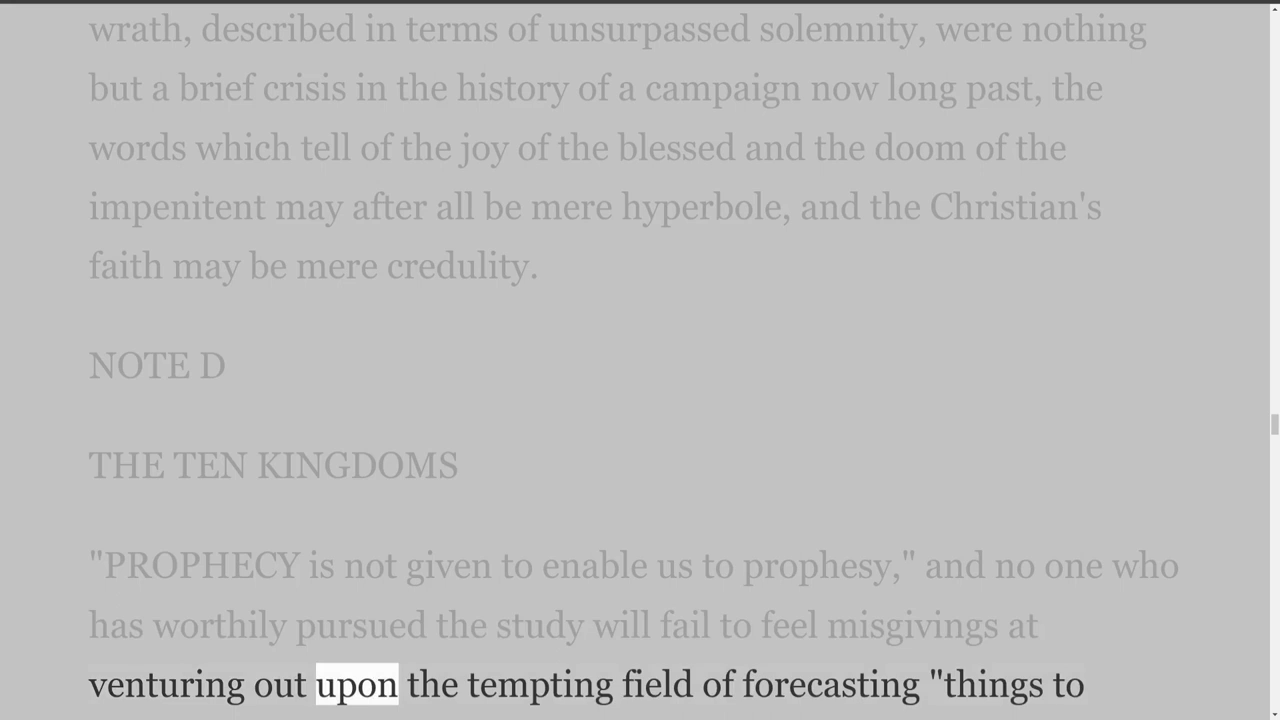 wrath, described in terms of unsurpassed solemnity, were nothing
but a brief crisis in the history of a campaign now long past, the
words which tell of the joy of the blessed and the doom of the
impenitent may after all be mere hyperbole, and the Christian's
faith may be mere credulity.
NOTE D
THE TEN KINGDOMS
"PROPHECY is not given to enable us to prophesy," and no one who
has worthily pursued the study will fail to feel misgivings at
venturing out upon the tempting field of forecasting "things to